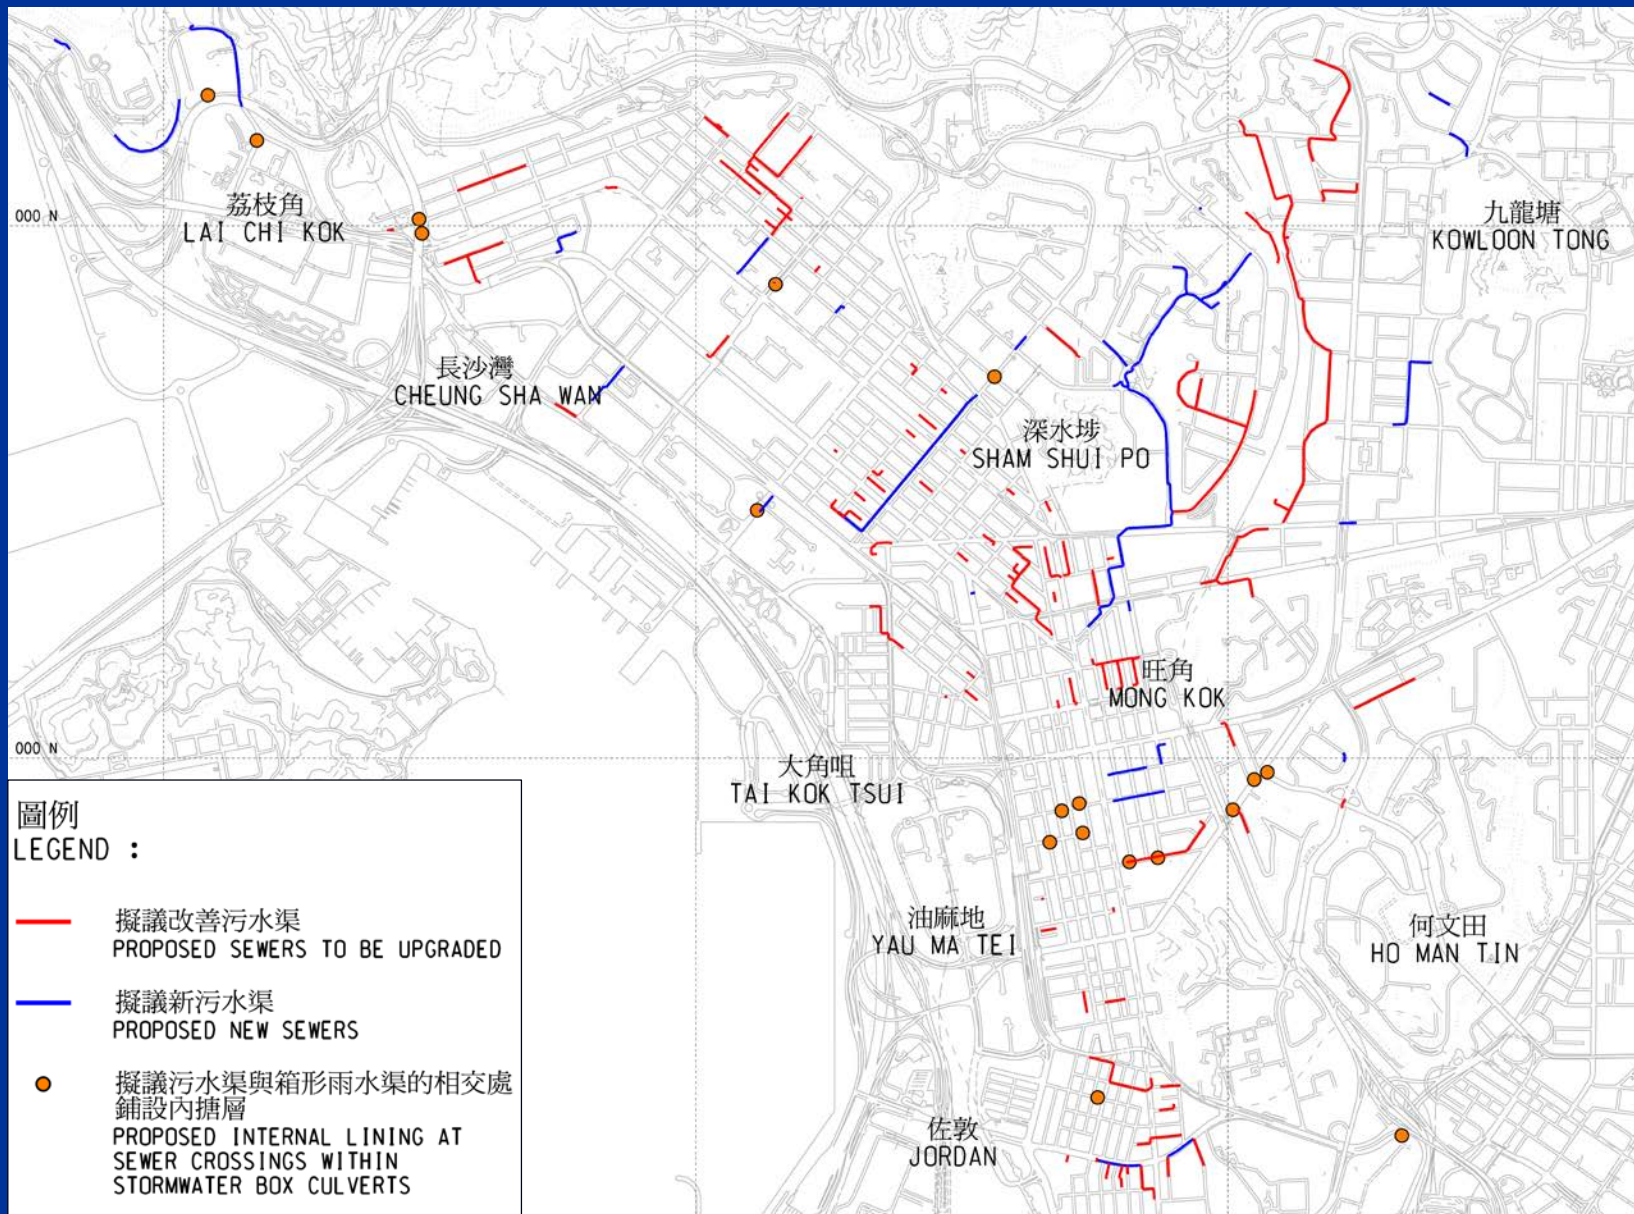 000 N
荔枝角
LAI CHI KOK
九龍塘
KOWLOON TONG
長沙灣
CHEUNG SHA WAN
深水埗
SHAM SHUI PO
旺角
MONG KOK
000 N
大角咀
TAI KOK TSUI
油麻地
YAU MA TEI
何文田
HO MAN TIN
佐敦
JORDAN
圖例
LEGEND :
擬議改善污水渠
PROPOSED SEWERS TO BE UPGRADED
擬議新污水渠
PROPOSED NEW SEWERS
擬議污水渠與箱形雨水渠的相交處
鋪設內搪層
PROPOSED INTERNAL LINING AT
SEWER CROSSINGS WITHIN
STORMWATER BOX CULVERTS